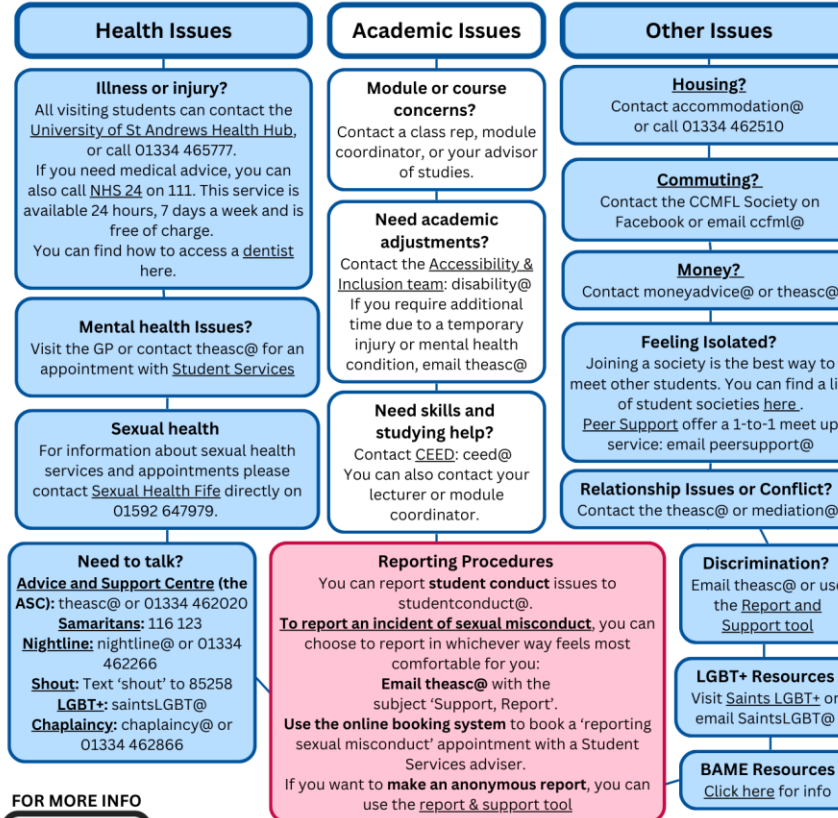 Health Issues
Illness or injury?
All visiting students can contact the
University of St Andrews Health Hub,
or call 01334 465777.
If you need medical advice, you can
also call NHS 24 on 111. This service is
available 24 hours, 7 days a week and is
free of charge.
You can find how to access a dentist
here.
Mental health Issues?
Visit the GP or contact theasc@ for an
appointment with Student Services
Sexual health
For information about sexual health
services and appointments please
contact Sexual Health Fife directly on
01592 647979.
Need to talk?
Advice and Support Centre (the
ASC): theasc@ or 01334 462020
Samaritans: 116 123
Nightline: nightline@ or 01334
462266
Shout: Text ‘shout’ to 85258
LGBT+: saintsLGBT@
Chaplaincy: chaplaincy@ or
01334 462866
Academic Issues
Module or course
concerns?
Contact a class rep, module
coordinator, or your advisor
of studies.
Need academic
adjustments?
Contact the Accessibility &
Inclusion team: disability@
If you require additional
time due to a temporary
injury or mental health
condition, email theasc@
Need skills and
studying help?
Contact CEED: ceed@
You can also contact your
lecturer or module
coordinator.
Reporting Procedures
You can report student conduct issues to
studentconduct@.
To report an incident of sexual misconduct, you can
choose to report in whichever way feels most
comfortable for you:
Email theasc@ with the
subject ‘Support, Report’.
Use the online booking system to book a ‘reporting
sexual misconduct’ appointment with a Student
Services adviser.
If you want to make an anonymous report, you can
use the report & support tool
Other Issues
Housing?
Contact accommodation@
or call 01334 462510
Commuting?
Contact the CCMFL Society on
Facebook or email ccfml@
Money?
Contact moneyadvice@ or theasc@
Feeling Isolated?
Joining a society is the best way to
meet other students. You can find a
of student societies here .
Peer Support offer a 1-to-1 meet up
service: email peersupport@
Relationship Issues or Conflict?
Contact the theasc@ or mediation@
Discrimination?
Email theasc@ or use
the Report and
Support tool
LGBT+ Resources
Visit Saints LGBT+ or
email SaintsLGBT@
BAME Resources
Click here for info
FOR MORE INFO